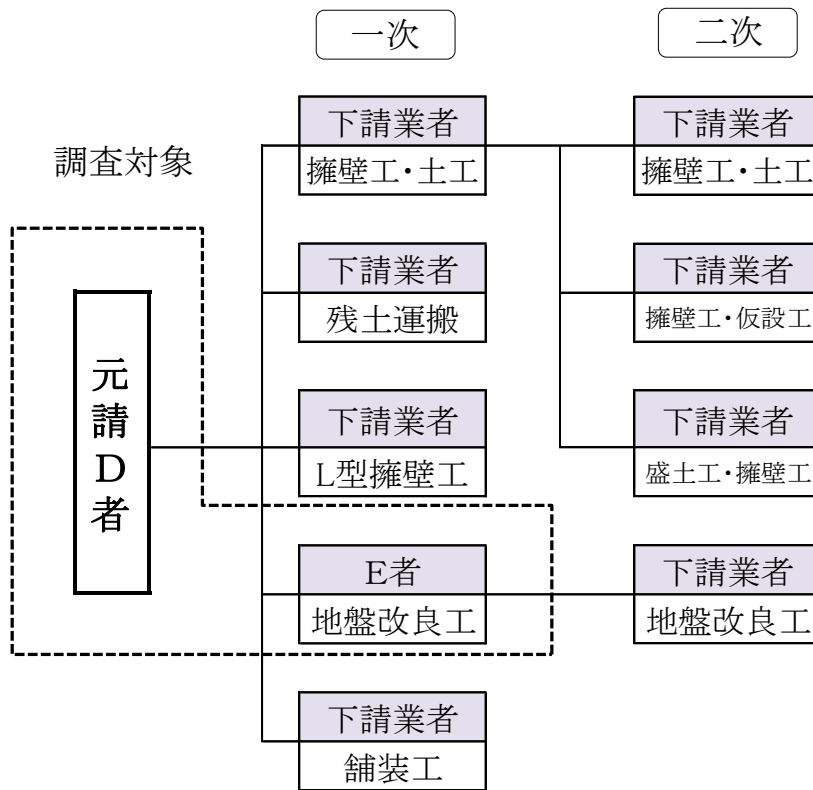 一次
二次
調査対象
元請D者
下請業者
擁壁工・土工
下請業者
擁壁工・土工
下請業者
残土運搬
下請業者
擁壁工・仮設工
下請業者
L型擁壁工
下請業者
盛土工・擁壁工
E者
地盤改良工
下請業者
地盤改良工
下請業者
舗装工